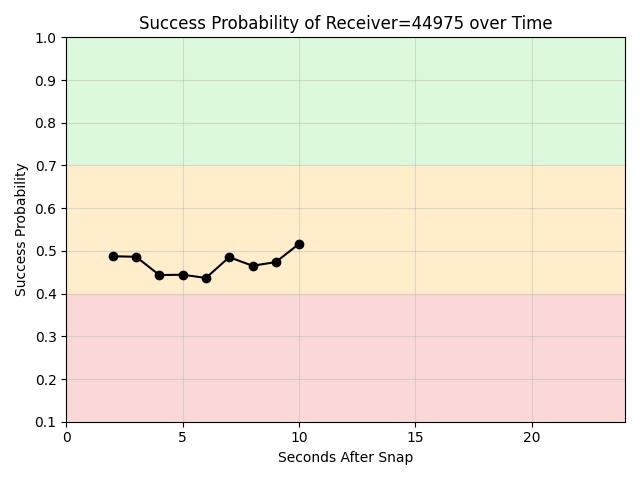 Success Probability of Receiver=44975 over Time
1.0
0.9
0.8
0.7
0.6
0.5
0.4
0.3
0.2
0.1
Success Probability
0 5 10 15 20
Seconds After Snap